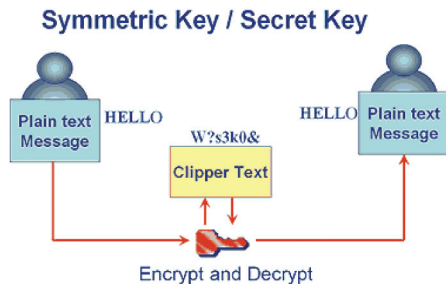 Symmetric Key / Secret Key
Plain text
Message
HELLO
W?s3k0&
Clipper Text
HELLO
Plain text
Message
Encrypt and Decrypt